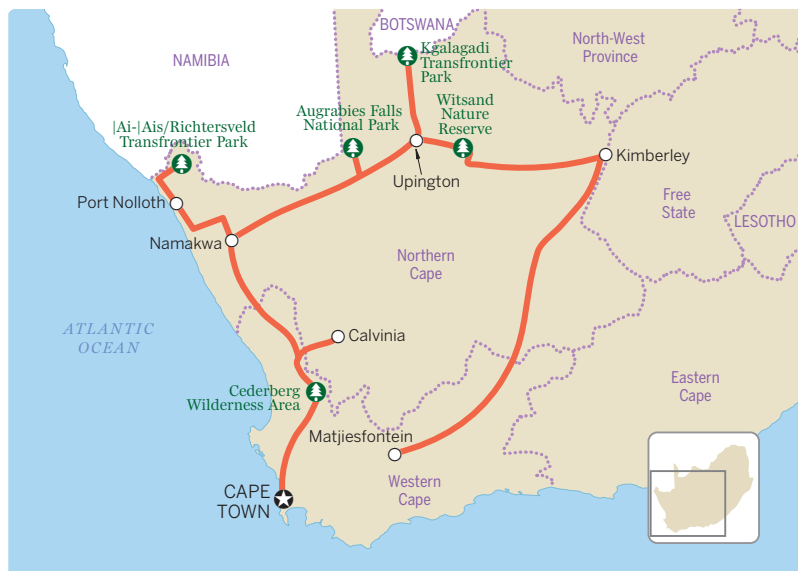 BOTSWANA
Kgalagadi
Transfrontier
Park
North-West
Province
NAMIBIA
Augrabies Falls
National Park
Witsand
Nature
Reserve
|Ai-|Ais/Richtersveld
Transfrontier Park
Kimberley
Upington
Port Nolloth
Free
State
LESOTHO
Namakwa
Northern
Cape
ATLANTIC
OCEAN
Calvinia
Cederberg
Wilderness Area
Eastern
Cape
Matjiesfontein
Western
Cape
CAPE
TOWN